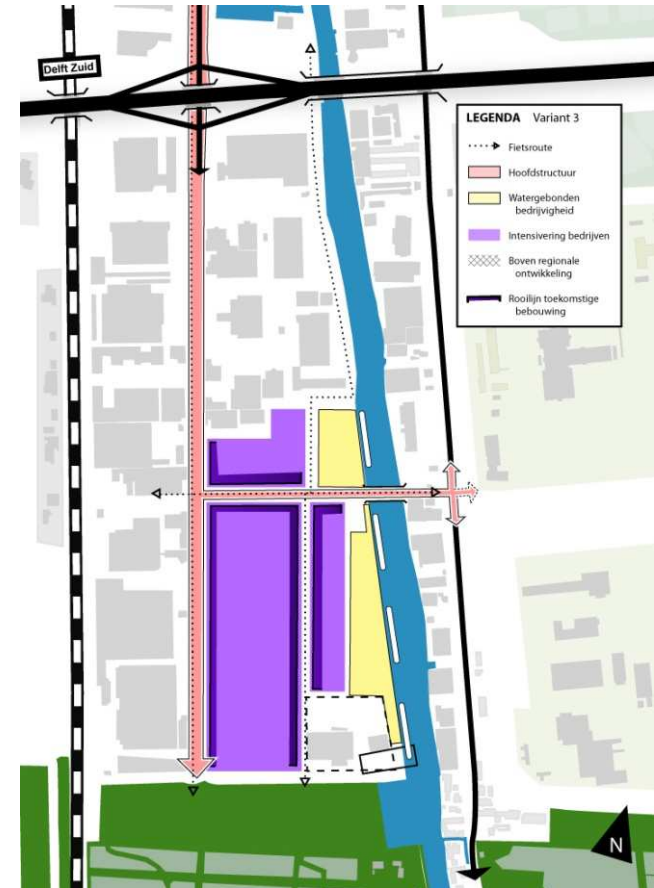 Delft Zuid
LEGENDA Variant 3
Fietsroute
Hoofdstructuur
Watergebonden
bedrijvigheid
Intensivering bedrijven
Boven regionale
ontwikkeling
Rooilijn toekomstige
bebouwing
N